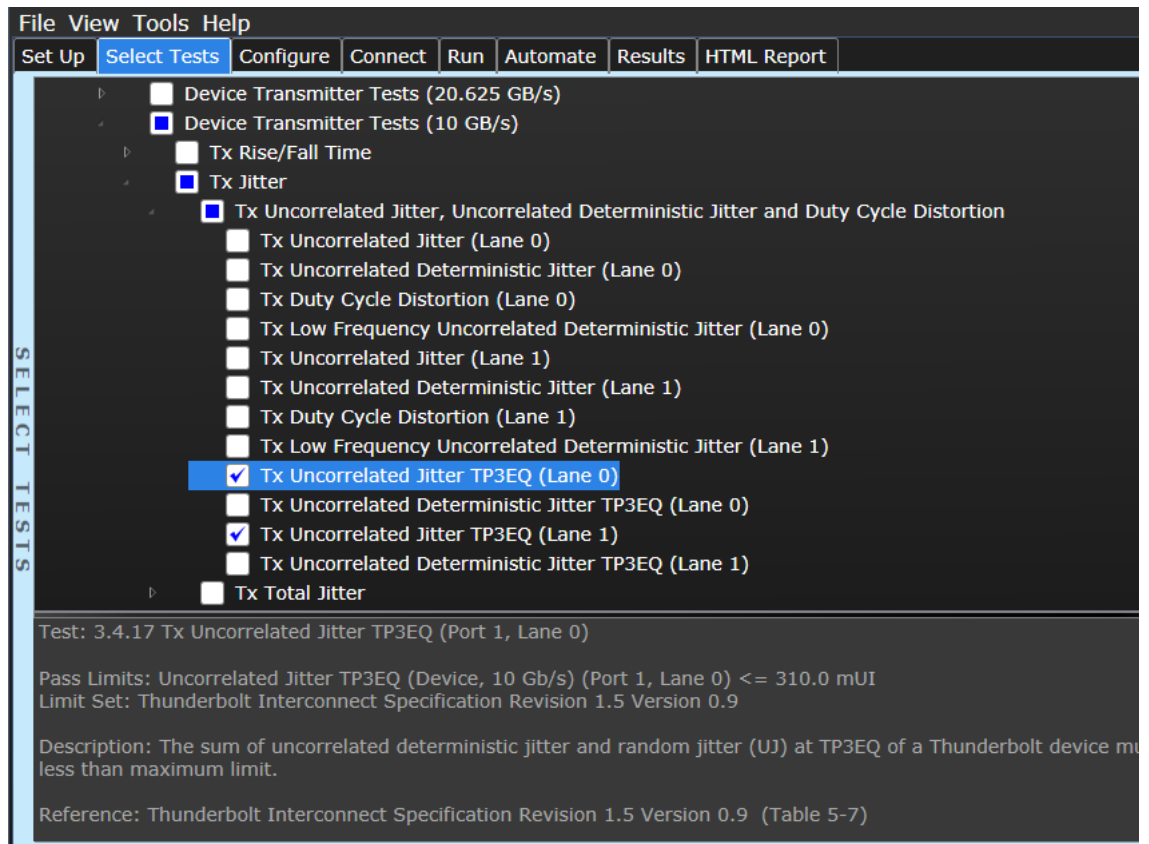 File View Tools Help
Set Up Select Tests Configure Connect Run Automate Results HTML Report
Device Transmitter Tests (20.625 GB/s)
Device Transmitter Tests (10 GB/s)
Tx Rise/Fall Time
Tx Jitter
Tx Uncorrelated Jitter, Uncorrelated Deterministic Jitter and Duty Cycle Distortion
Tx Uncorrelated Jitter (Lane 0)
Tx Uncorrelated Deterministic Jitter (Lane 0)
Tx Duty Cycle Distortion (Lane 0)
Tx Low Frequency Uncorrelated Deterministic Jitter (Lane 0)
Tx Uncorrelated Jitter (Lane 1)
Tx Uncorrelated Deterministic Jitter (Lane 1)
Tx Duty Cycle Distortion (Lane 1)
Tx Low Frequency Uncorrelated Deterministic Jitter (Lane 1)
Tx Uncorrelated Jitter TP3EQ (Lane 0)
Tx Uncorrelated Deterministic Jitter TP3EQ (Lane 0)
Tx Uncorrelated Jitter TP3EQ (Lane 1)
Tx Uncorrelated Deterministic Jitter TP3EQ (Lane 1)
Tx Total Jitter
SELECT TESTS
Test: 3.4.17 Tx Uncorrelated Jitter TP3EQ (Port 1, Lane 0)
Pass Limits: Uncorrelated Jitter TP3EQ (Device, 10 Gb/s) (Port 1, Lane 0) <= 310.0 mUI
Limit Set: Thunderbolt Interconnect Specification Revision 1.5 Version 0.9
Description: The sum of uncorrelated deterministic jitter and random jitter (UJ) at TP3EQ of a Thunderbolt device
less than maximum limit.
Reference: Thunderbolt Interconnect Specification Revision 1.5 Version 0.9 (Table 5-7)